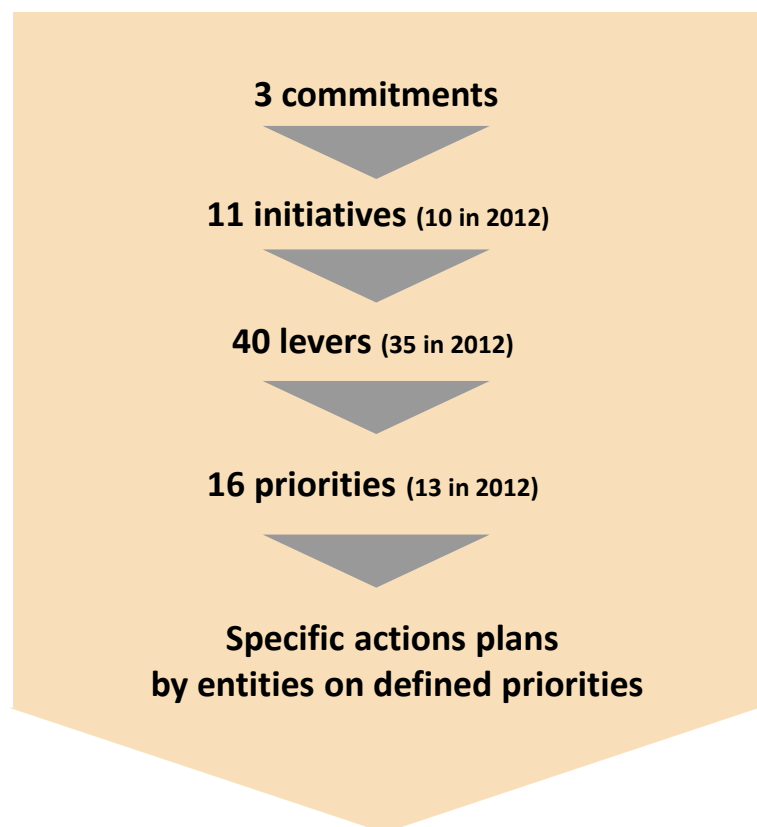 3 commitments
11 initiatives (10 in 2012)
40 levers (35 in 2012)
16 priorities (13 in 2012)
Specific actions plans
by entities on defined priorities